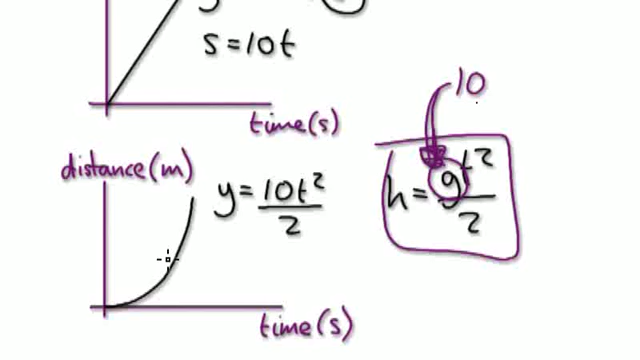 s = 10t
time(s)
10
distance(m)
y = 10t²/2
h = gt²/2
time(s)